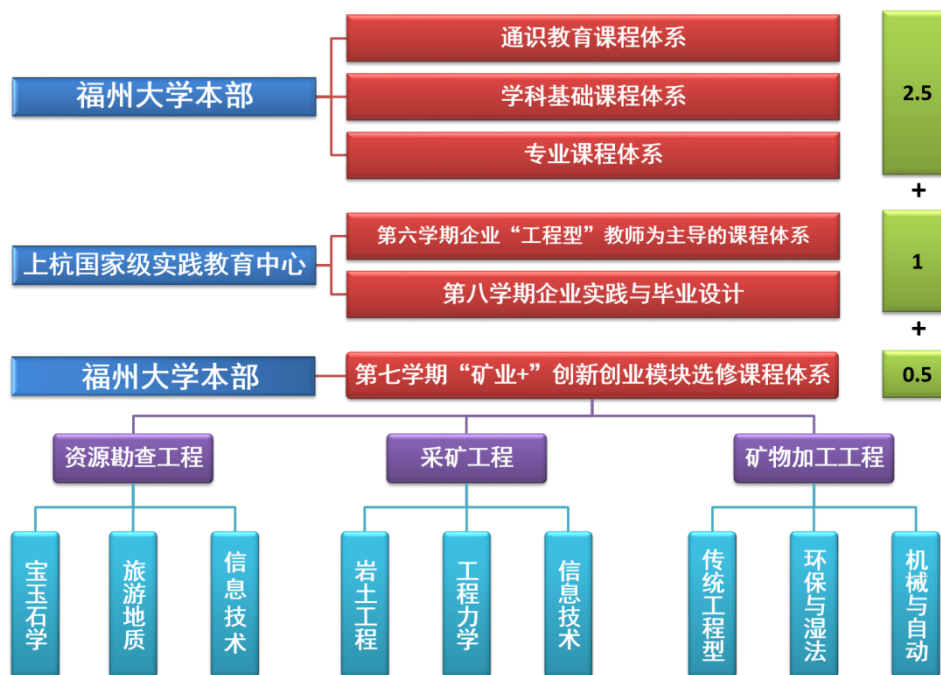 通识教育课程体系
福州大学本部
学科基础课程体系
2.5
专业课程体系
+
第六学期企业“工程型”教师为主导的课程体系
上杭国家级实践教育中心
1
第八学期企业实践与毕业设计
+
福州大学本部
第七学期“矿业+”创新创业模块选修课程体系
0.5
资源勘查工程
采矿工程
矿物加工工程
宝玉石学
旅游地质
信息技术
岩土工程
工程力学
信息技术
传统工程型
环保与湿法
机械与自动